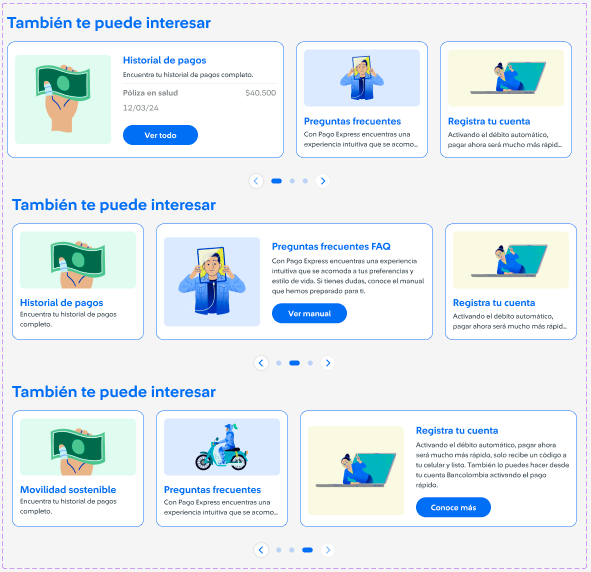 También te puede interesar
Historial de pagos
Encuentra tu historial de pagos completo.
Póliza en salud $40.500
12/03/24
Ver todo
Preguntas frecuentes
Con Pago Express encuentras una
experiencia intuitiva que se acomo...
Registra tu cuenta
Activando el débito automático,
pagar ahora será mucho más rápid...
También te puede interesar
Historial de pagos
Encuentra tu historial de pagos
completo.
Preguntas frecuentes FAQ
Con Pago Express encuentras una experiencia
intuitiva que se acomoda a tus preferencias y
estilo de vida. Si tienes dudas, conoce el manual
que hemos preparado para ti.
Ver manual
Registra tu cuenta
Activando el débito automático,
pagar ahora será mucho más rápid...
También te puede interesar
Movilidad sostenible
Encuentra tu historial de pagos
completo.
Preguntas frecuentes
Con Pago Express encuentras una
experiencia intuitiva que se acomo...
Registra tu cuenta
Activando el débito automático, pagar ahora
será mucho más rápido, solo recibe un código a
tu celular y listo. También lo puedes hacer desde
tu cuenta Bancolombia activando el pago
rápido.
Conoce más